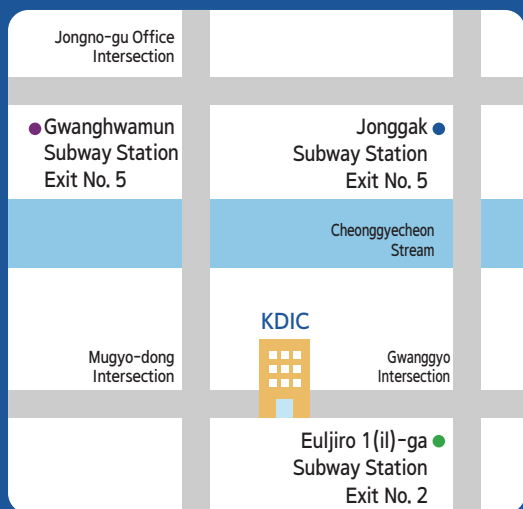 Jongno-gu Office
Intersection
Gwanghwamun
Subway Station
Exit No. 5
Jonggak
Subway Station
Exit No. 5
Cheonggyecheon
Stream
KDIC
Mugyo-dong
Intersection
Gwanggyo
Intersection
Euljiro 1(il)-ga
Subway Station
Exit No. 2